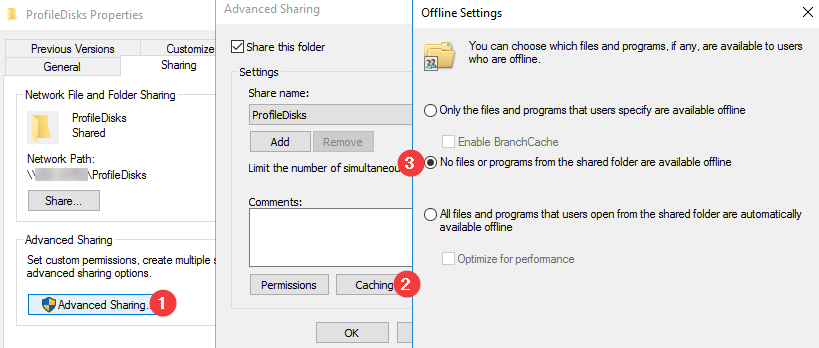 ProfileDisks Properties
Previous Versions
Customize
General
Sharing
Network File and Folder Sharing
ProfileDisks
Shared
Network Path:
\\ \ProfileDisks
Share...
Advanced Sharing
Set custom permissions, create multiple s
advanced sharing options.
Advanced Sharing...
1
Advanced Sharing
Share this folder
Settings
Share name:
ProfileDisks
Add
Remove
Limit the number of simultaneou
Comments:
Permissions
Caching
2
OK
Offline Settings
You can choose which files and programs, if any, are available to users
who are offline.
Only the files and programs that users specify are available offline
Enable BranchCache
3
No files or programs from the shared folder are available offline
All files and programs that users open from the shared folder are automatically
available offline
Optimize for performance